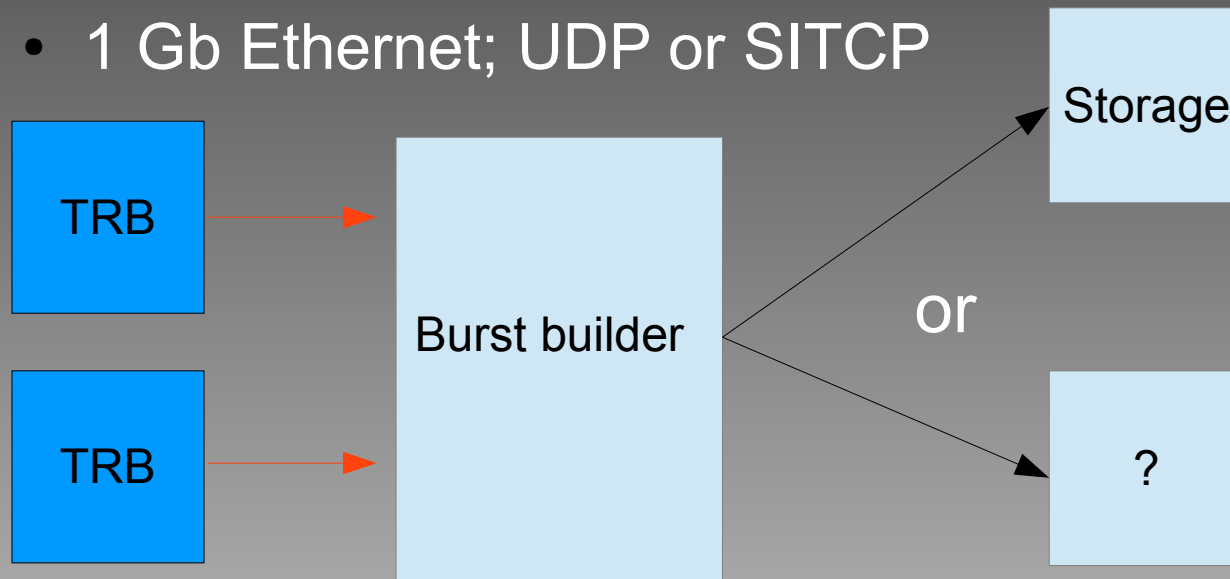 • 1 Gb Ethernet; UDP or SITCP
Storage
TRB
or
Burst builder
TRB
?